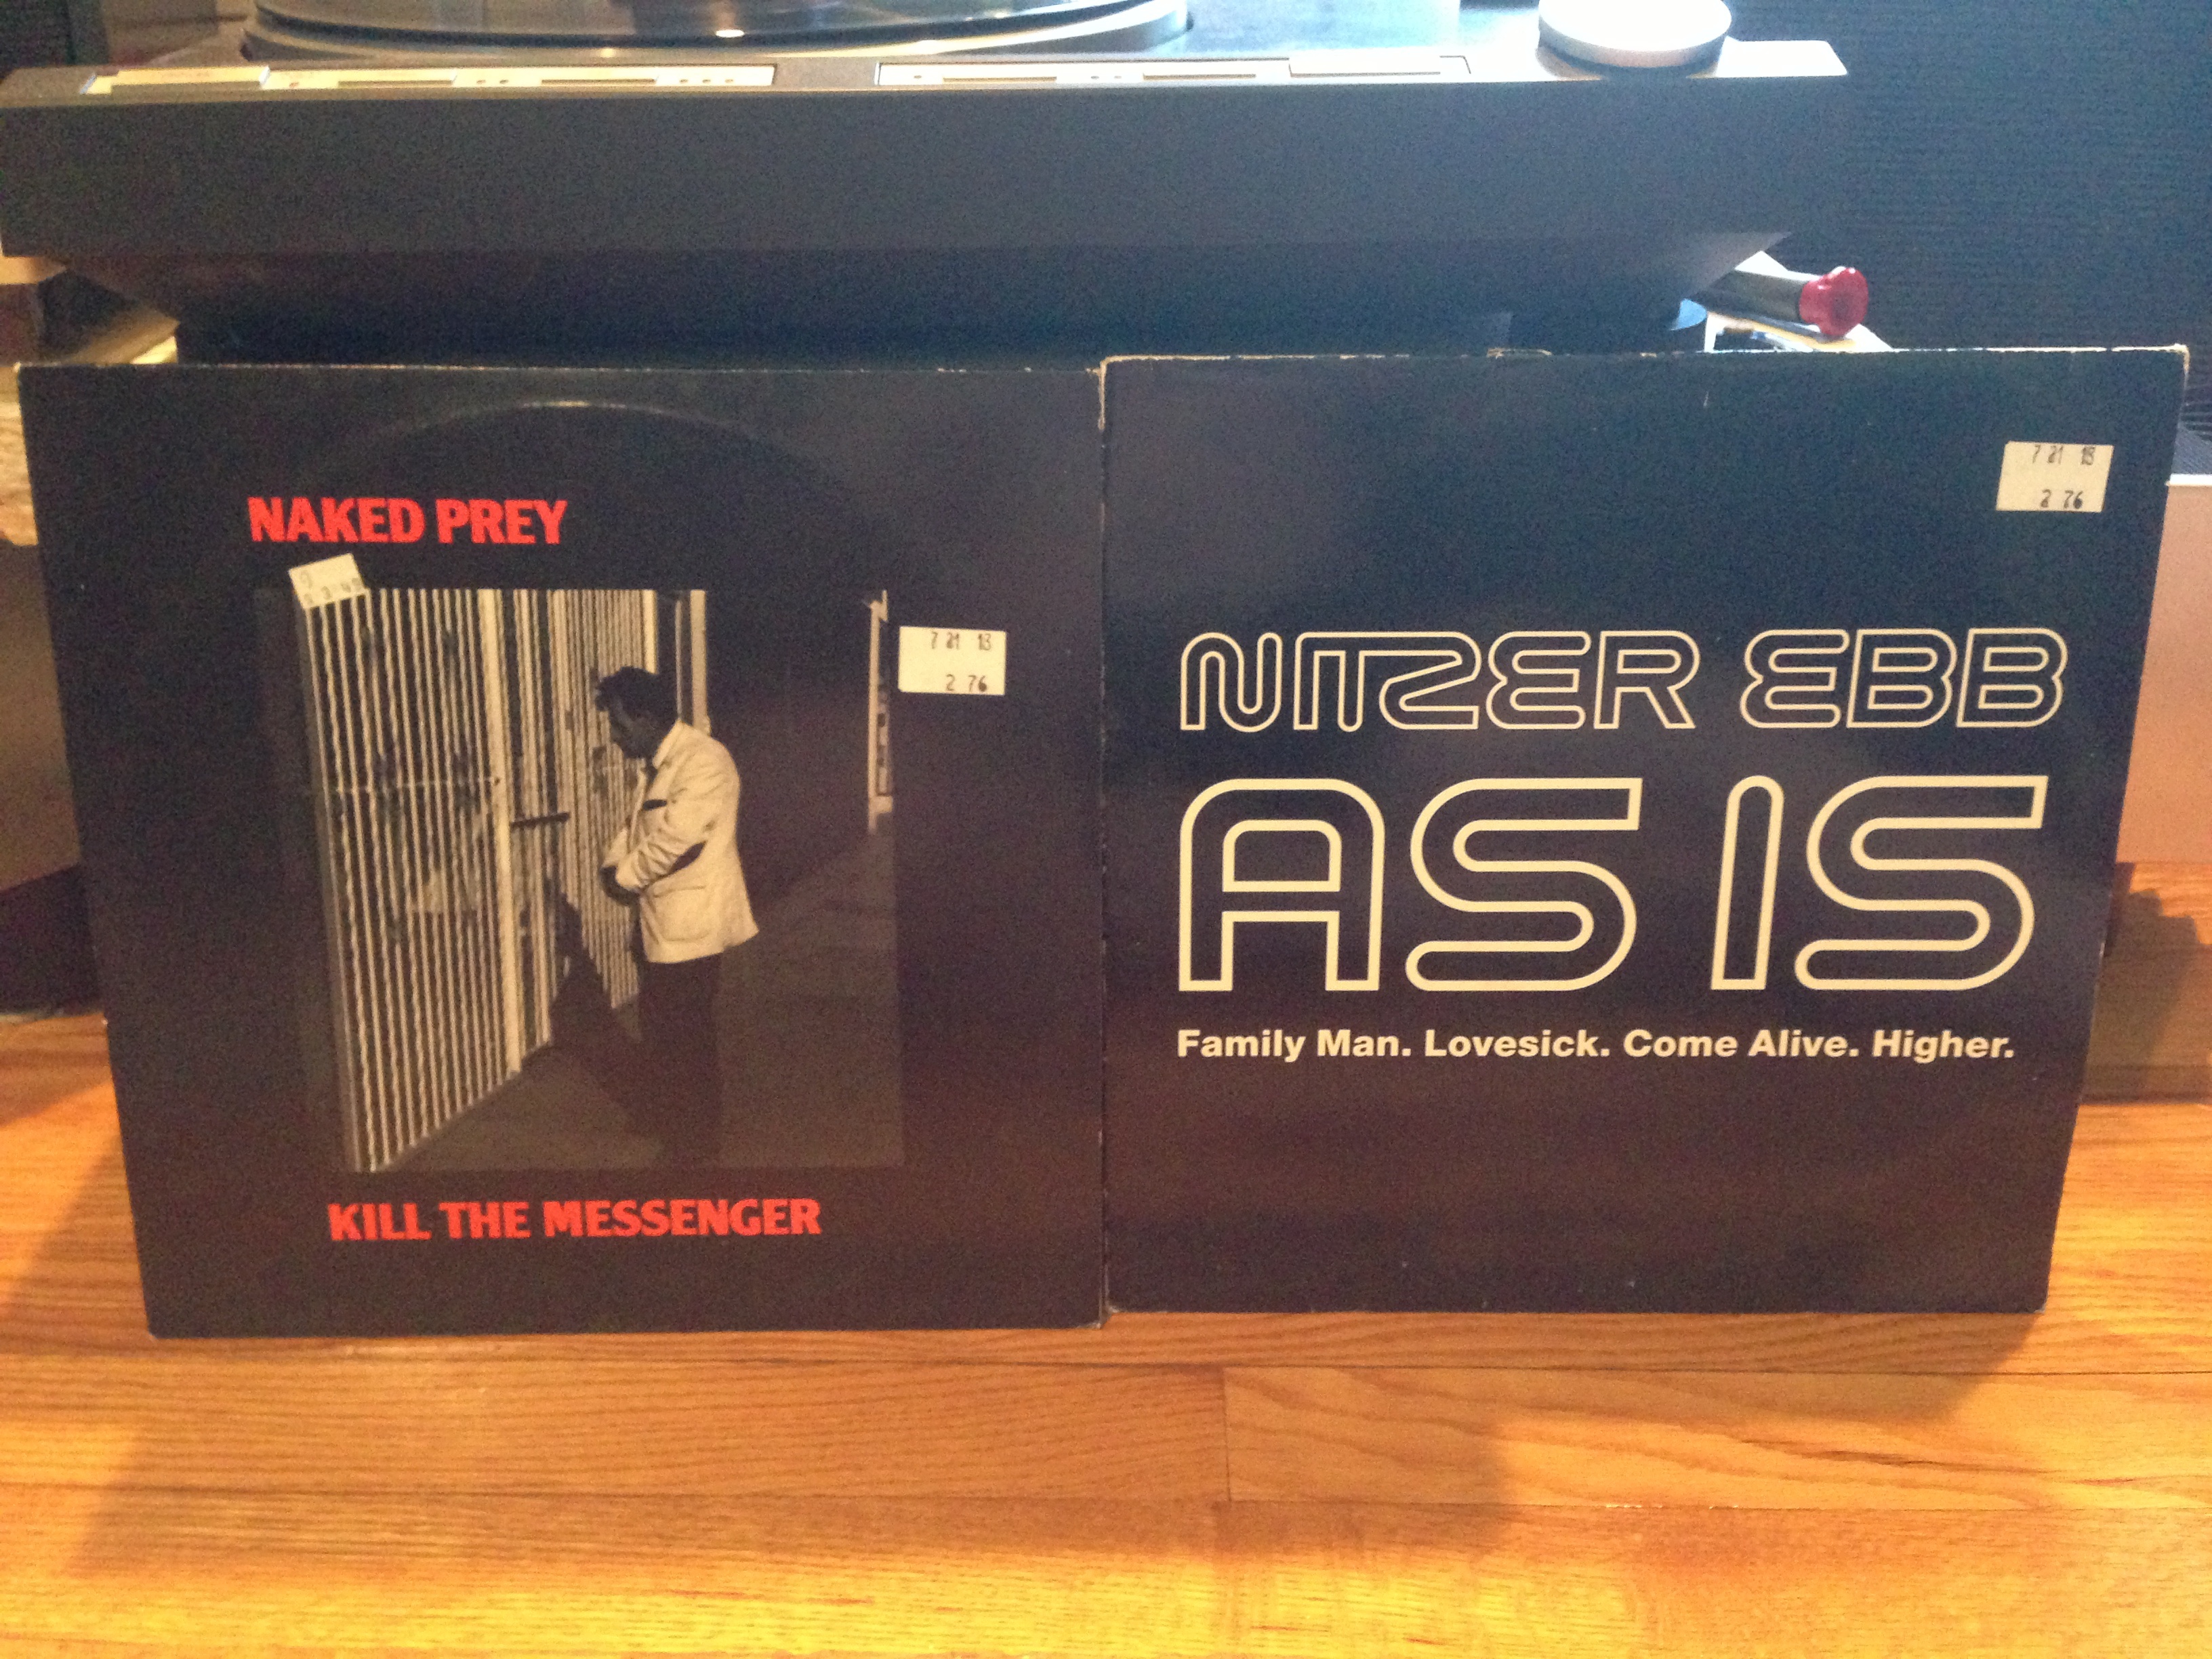 NAKED PREY
7 21 13
2 76
KILL THE MESSENGER
7 21 13
2 76
NITZER EBB
AS IS
Family Man. Lovesick. Come Alive. Higher.